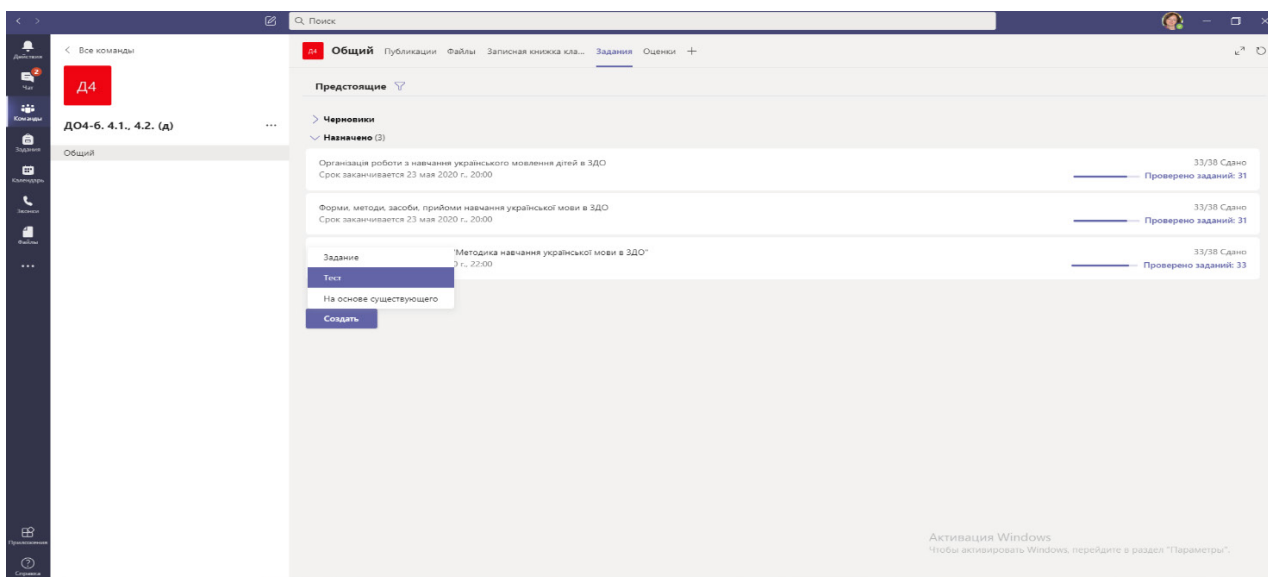 Поиск
Действия
Чат
2
Команды
Задания
Календарь
Звонки
Файлы
Приложения
Справка
Все команды
Д4
ДО4-б. 4.1., 4.2. (д)
Общий
Д4 Общий Публикации Файлы Записная книжка кла... Задания Оценки
Предстоящие
Черновики
Назначено (3)
Організація роботи з навчання українського мовлення дітей в ЗДО
Срок заканчивается 23 мая 2020 г., 20:00
33/38 Сдано
Проверено заданий: 31
Форми, методи, засоби, прийоми навчання української мови в ЗДО
Срок заканчивается 23 мая 2020 г., 20:00
33/38 Сдано
Проверено заданий: 31
"Методика навчання української мови в ЗДО"
г., 22:00
33/38 Сдано
Проверено заданий: 33
Задание
Тест
На основе существующего
Создать
Активация Windows
Чтобы активировать Windows, перейдите в раздел "Параметры".